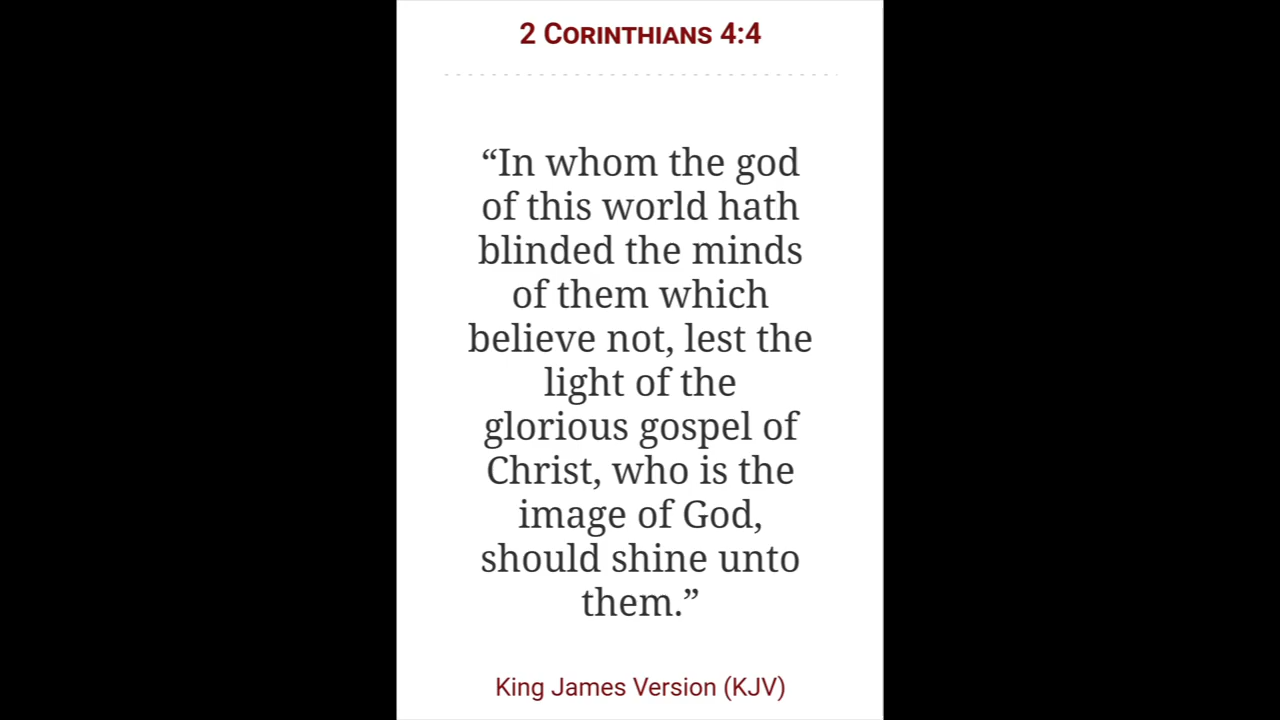 2 Corinthians 4:4
“In whom the god
of this world hath
blinded the minds
of them which
believe not, lest the
light of the
glorious gospel of
Christ, who is the
image of God,
should shine unto
them.”
King James Version (KJV)